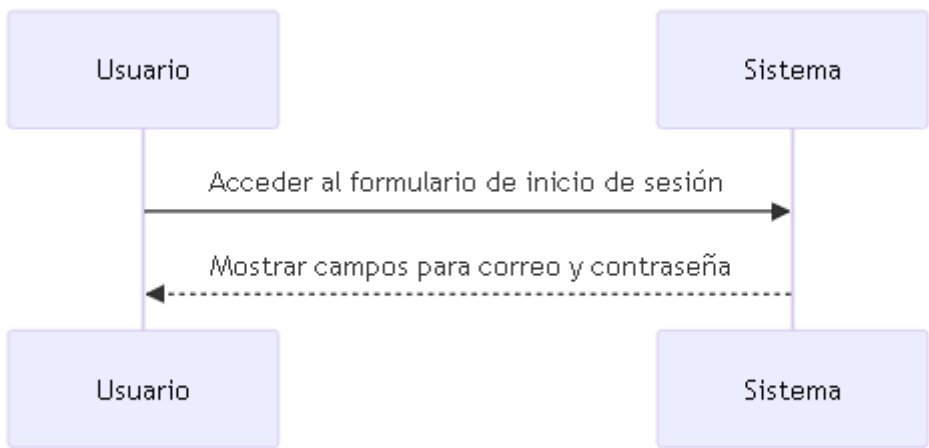 Usuario
Sistema
Acceder al formulario de inicio de sesión
Mostrar campos para correo y contraseña
Usuario
Sistema